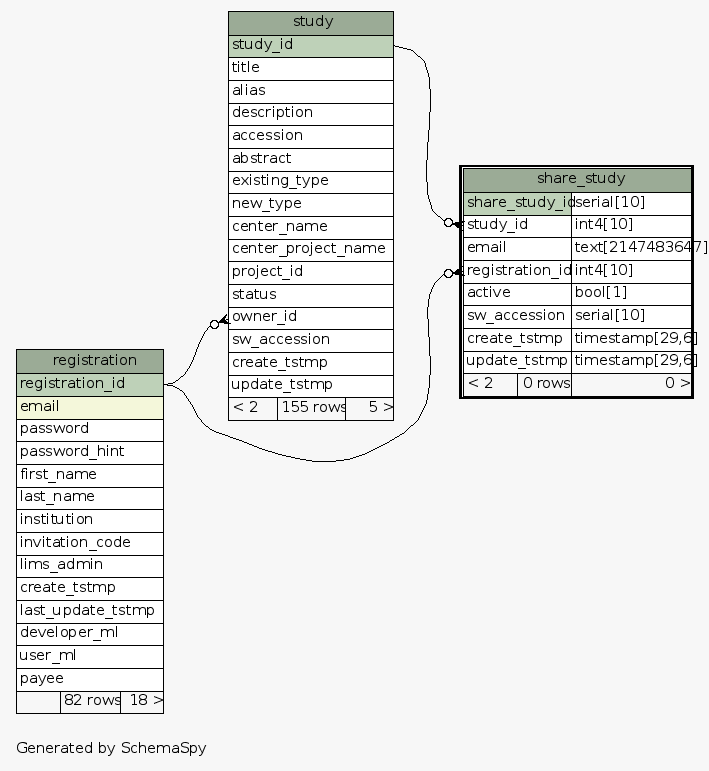 study
study_id
title
alias
description
accession
abstract
existing_type
new_type
center_name
center_project_name
project_id
status
owner_id
sw_accession
create_tstmp
update_tstmp
< 2 155 rows 5 >
share_study
share_study_id serial[10]
study_id int4[10]
email text[2147483647]
registration_id int4[10]
active bool[1]
sw_accession serial[10]
create_tstmp timestamp[29,6]
update_tstmp timestamp[29,6]
< 2 0 rows 0 >
registration
registration_id
email
password
password_hint
first_name
last_name
institution
invitation_code
lims_admin
create_tstmp
last_update_tstmp
developer_ml
user_ml
payee
82 rows 18 >
Generated by SchemaSpy